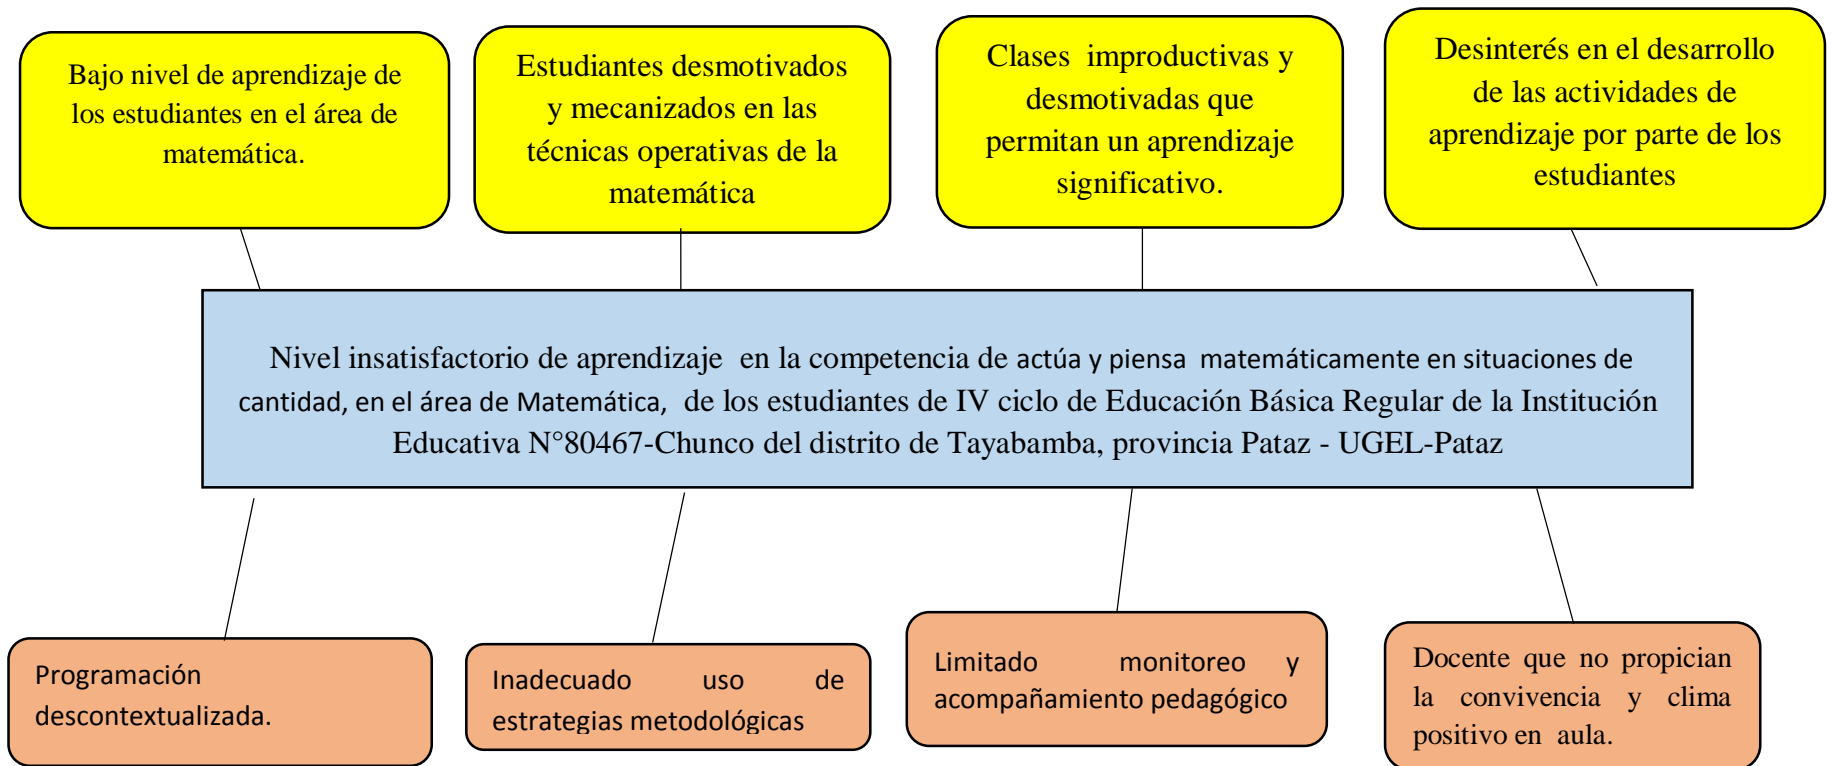 Bajo nivel de aprendizaje de
los estudiantes en el área de
matemática.
Estudiantes desmotivados
y mecanizados en las
técnicas operativas de la
matemática
Clases improductivas y
desmotivadas que
permitan un aprendizaje
significativo.
Desinterés en el desarrollo
de las actividades de
aprendizaje por parte de los
estudiantes
Nivel insatisfactorio de aprendizaje en la competencia de actúa y piensa matemáticamente en situaciones de
cantidad, en el área de Matemática, de los estudiantes de IV ciclo de Educación Básica Regular de la Institución
Educativa N°80467-Chunco del distrito de Tayabamba, provincia Pataz - UGEL-Pataz
Programación
descontextualizada.
Inadecuado uso de
estrategias metodológicas
Limitado monitoreo y
acompañamiento pedagógico
Docente que no propician
la convivencia y clima
positivo en aula.